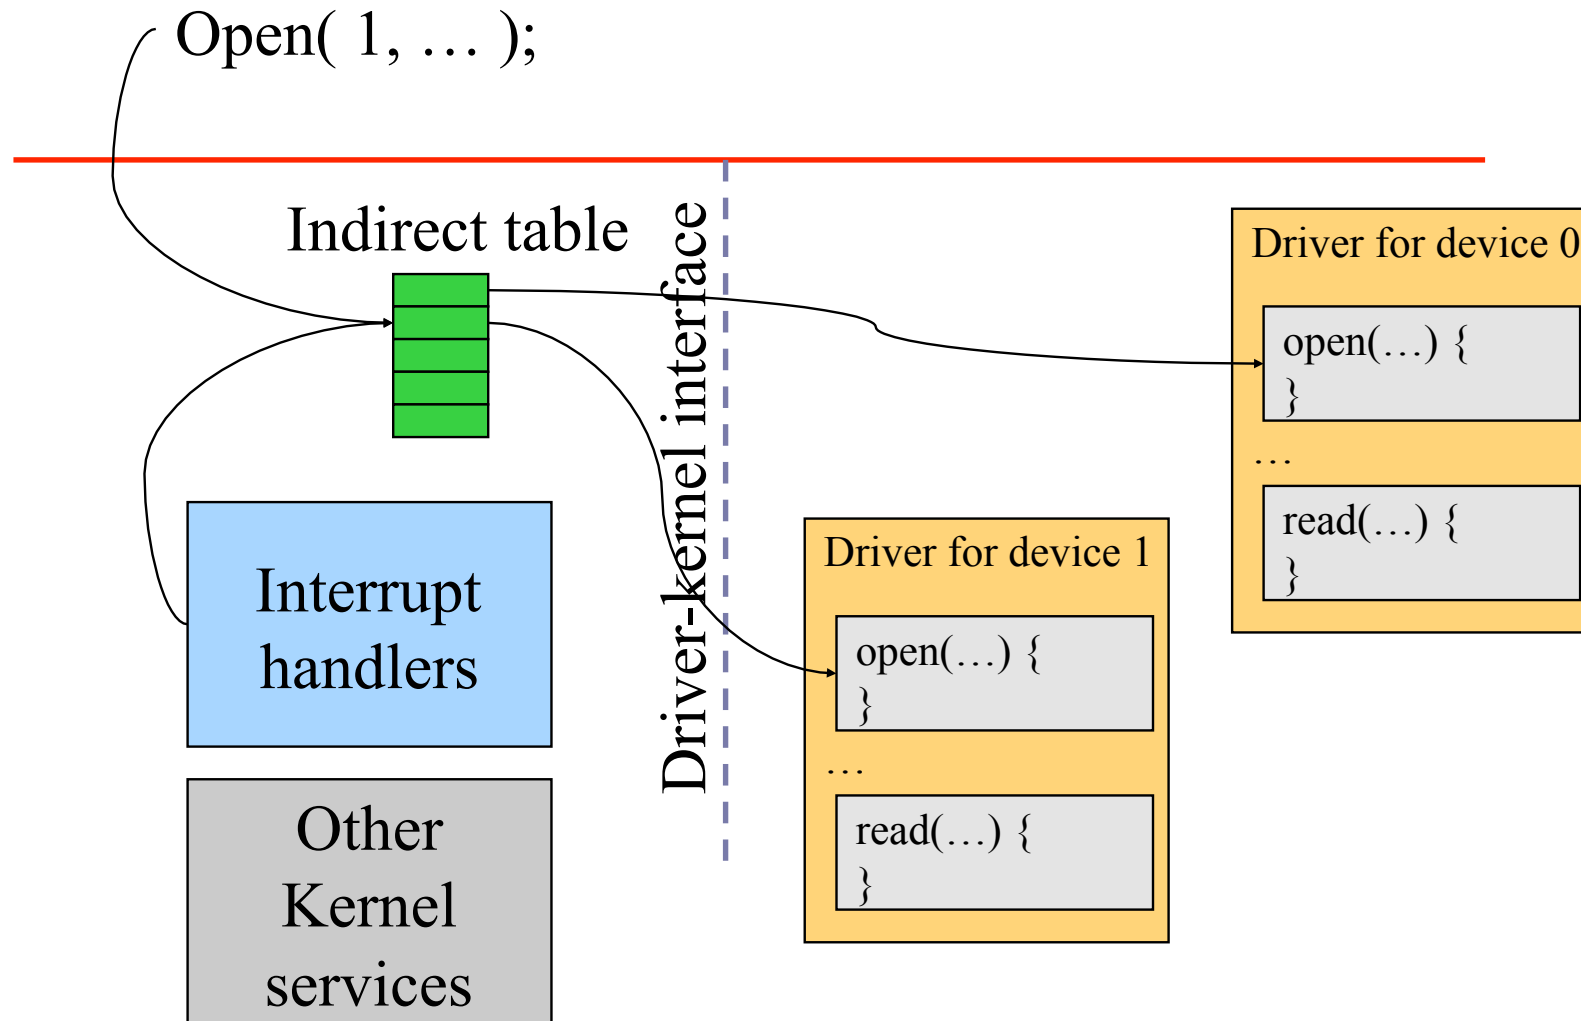 Open( 1, … );
Indirect table
Driver-kernel interface
Interrupt
handlers
Other
Kernel
services
Driver for device 1
open(…) {
}
…
read(…) {
}
Driver for device 0
open(…) {
}
…
read(…) {
}